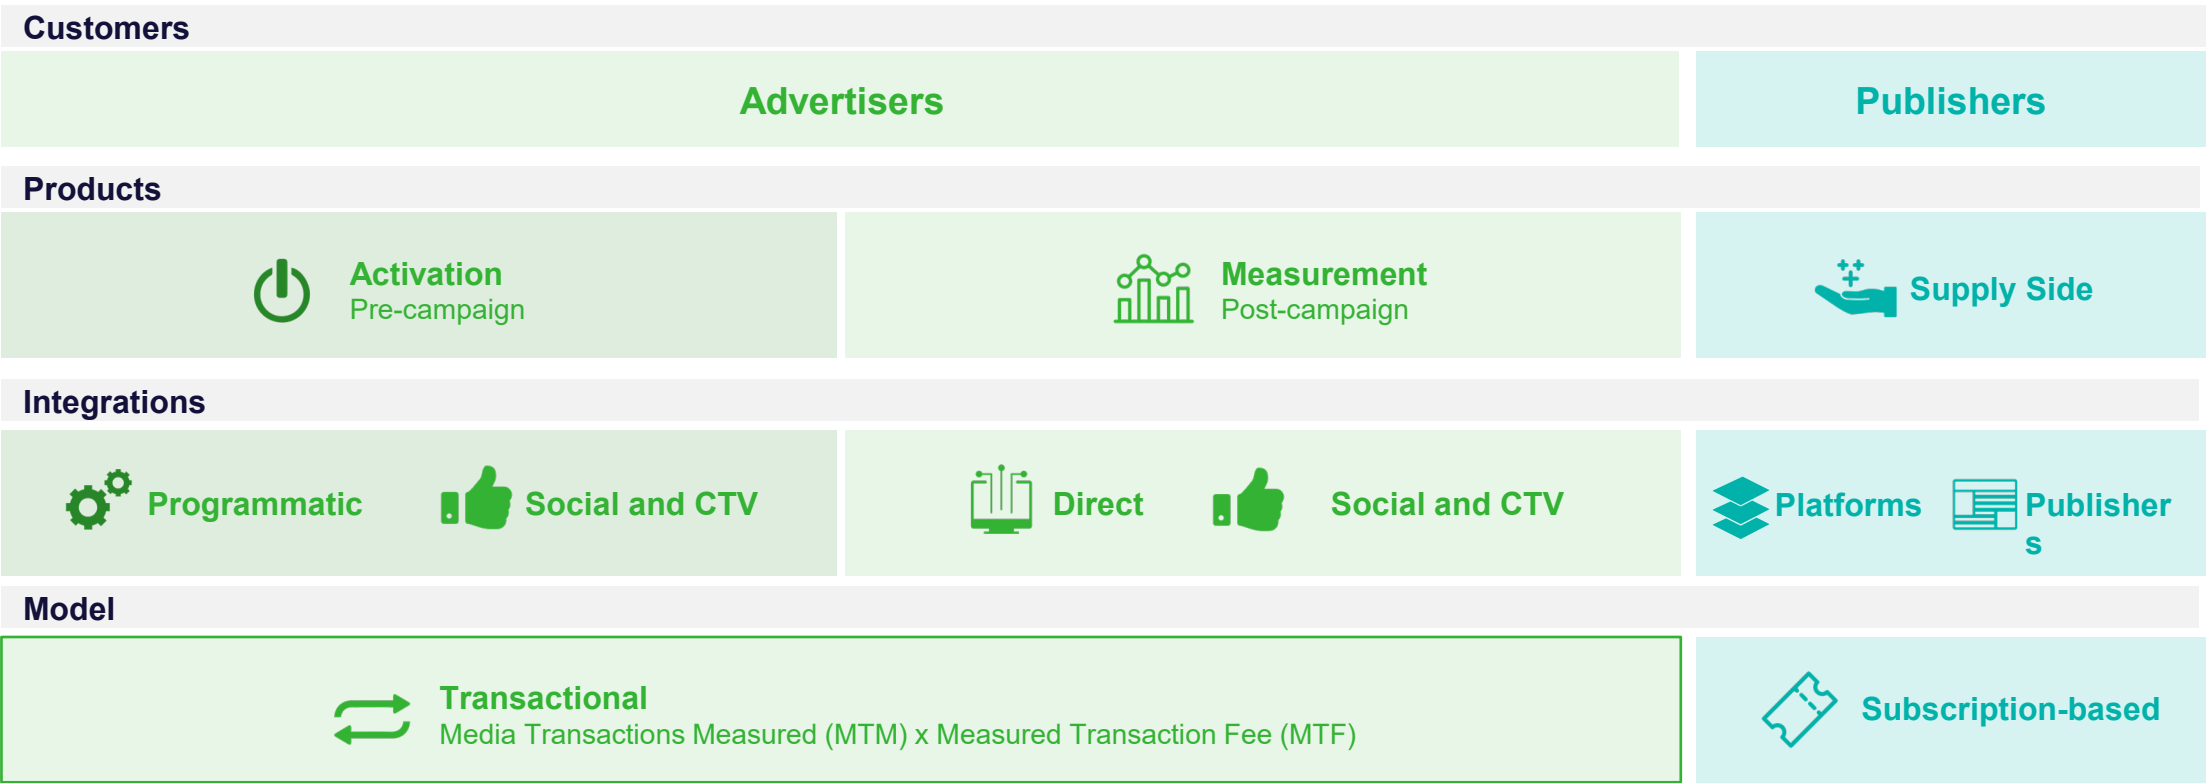 Customers
Advertisers
Publishers
Products
Activation
Pre-campaign
Measurement
Post-campaign
Supply Side
Integrations
Programmatic
Social and CTV
Direct
Social and CTV
Platforms
Publisher
s
Model
Transactional
Media Transactions Measured (MTM) x Measured Transaction Fee (MTF)
Subscription-based